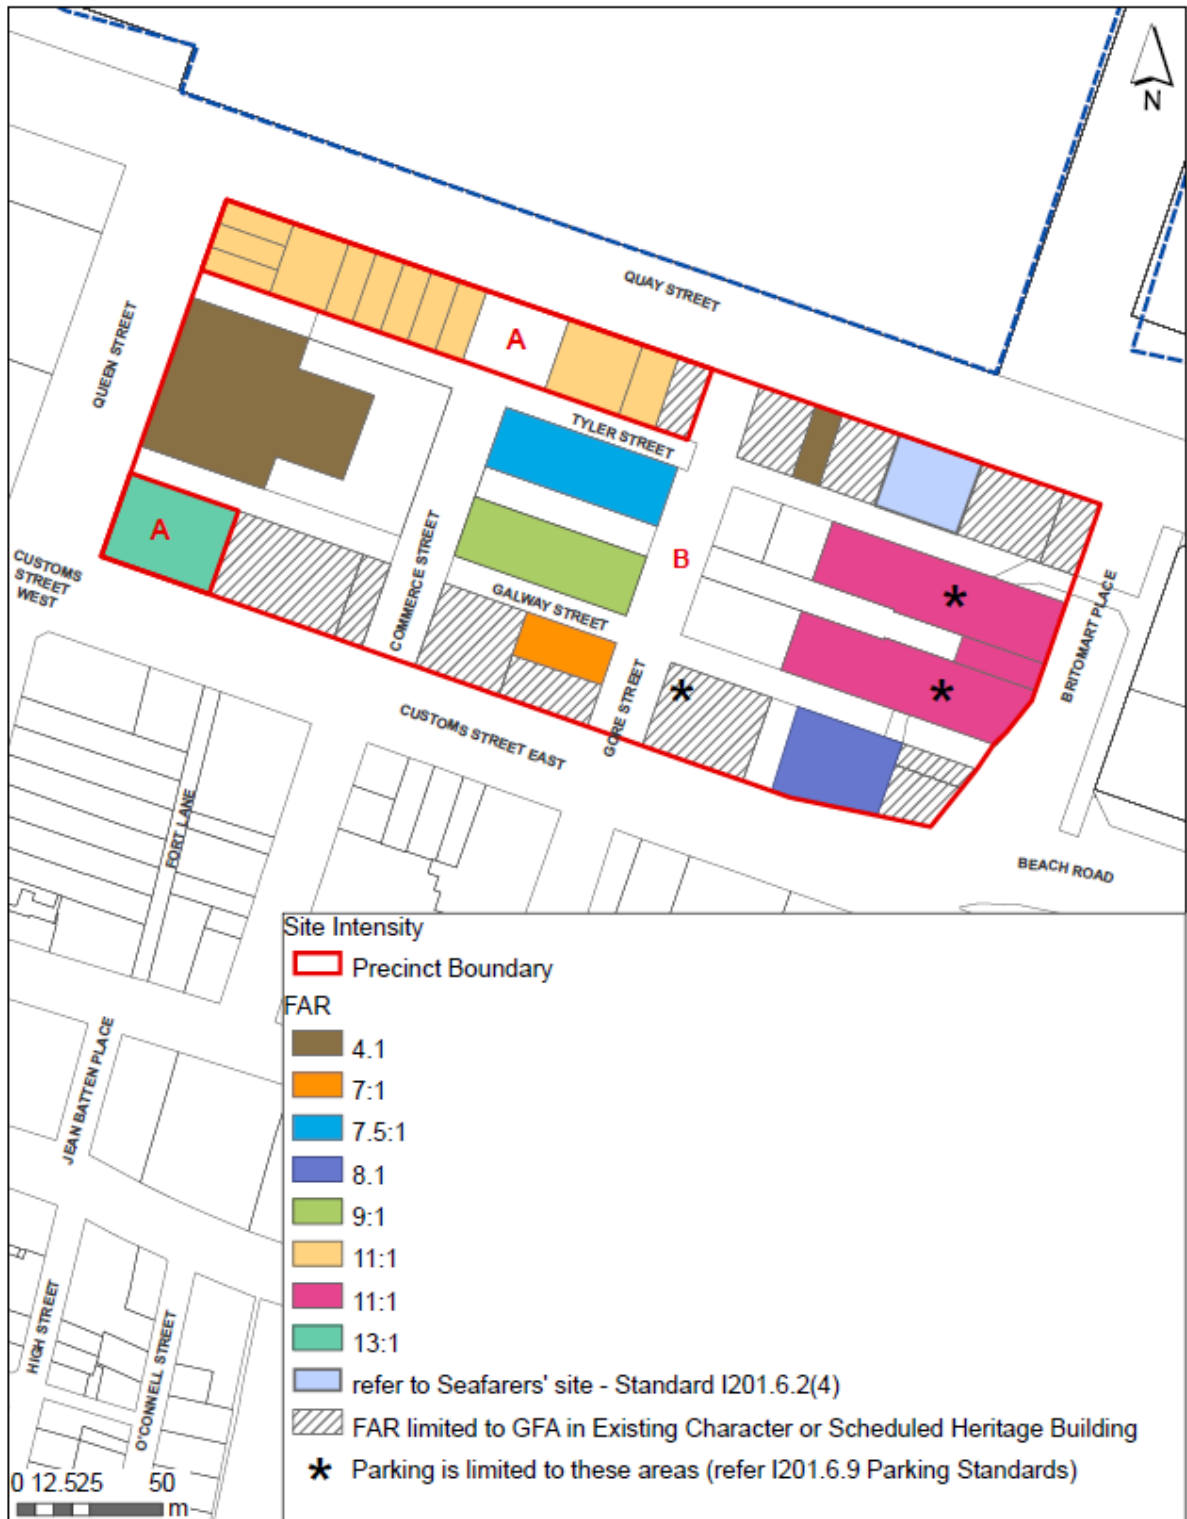 N
QUAY STREET
QUEEN STREET
A
TYLER STREET
A
B
CUSTOMS
STREET
WEST
COMMERCE STREET
GALWAY STREET
GORE STREET
BRITOMART PLACE
CUSTOMS STREET EAST
FORT LANE
BEACH ROAD
JEAN BATTEN PLACE
HIGH STREET
O'CONNELL STREET
Site Intensity
Precinct Boundary
FAR
4.1
7:1
7.5:1
8.1
9:1
11:1
11:1
13:1
refer to Seafarers' site - Standard I201.6.2(4)
FAR limited to GFA in Existing Character or Scheduled Heritage Building
* Parking is limited to these areas (refer I201.6.9 Parking Standards)
0 12.525 50
m